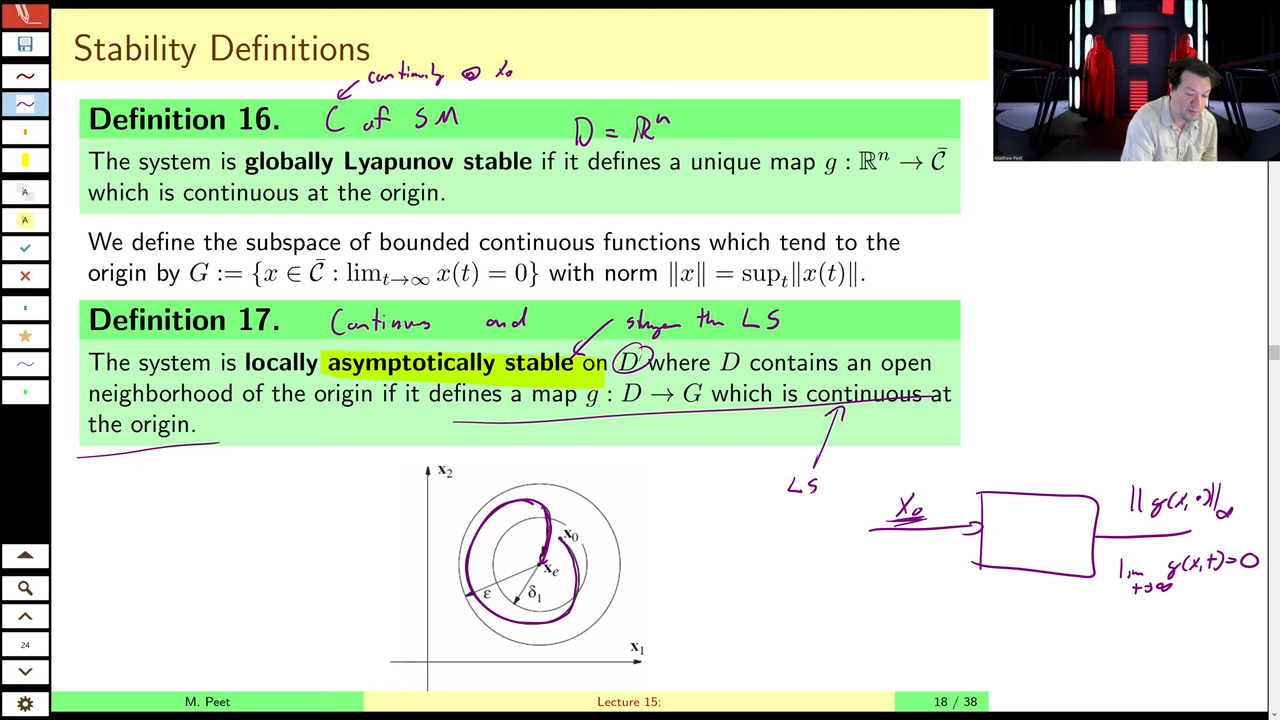 Stability Definitions
continuity @ x₀
Definition 16.
C of SM
D = ℝⁿ
The system is globally Lyapunov stable if it defines a unique map g : ℝⁿ → C̄
which is continuous at the origin.
We define the subspace of bounded continuous functions which tend to the
origin by G := {x ∈ C̄ : lim_{t→∞} x(t) = 0} with norm ‖x‖ = sup_t‖x(t)‖.
Definition 17.
and
LS
The system is locally asymptotically stable on D where D contains an open
neighborhood of the origin if it defines a map g : D → G which is continuous at
the origin.
LS
x₂
x₀
xₑ
ε
δ₁
x₁
X₀
‖g(x,·)‖∞
lim t→∞ g(x,t)=0
24
Matthew Peet
M. Peet
Lecture 15:
18 / 38